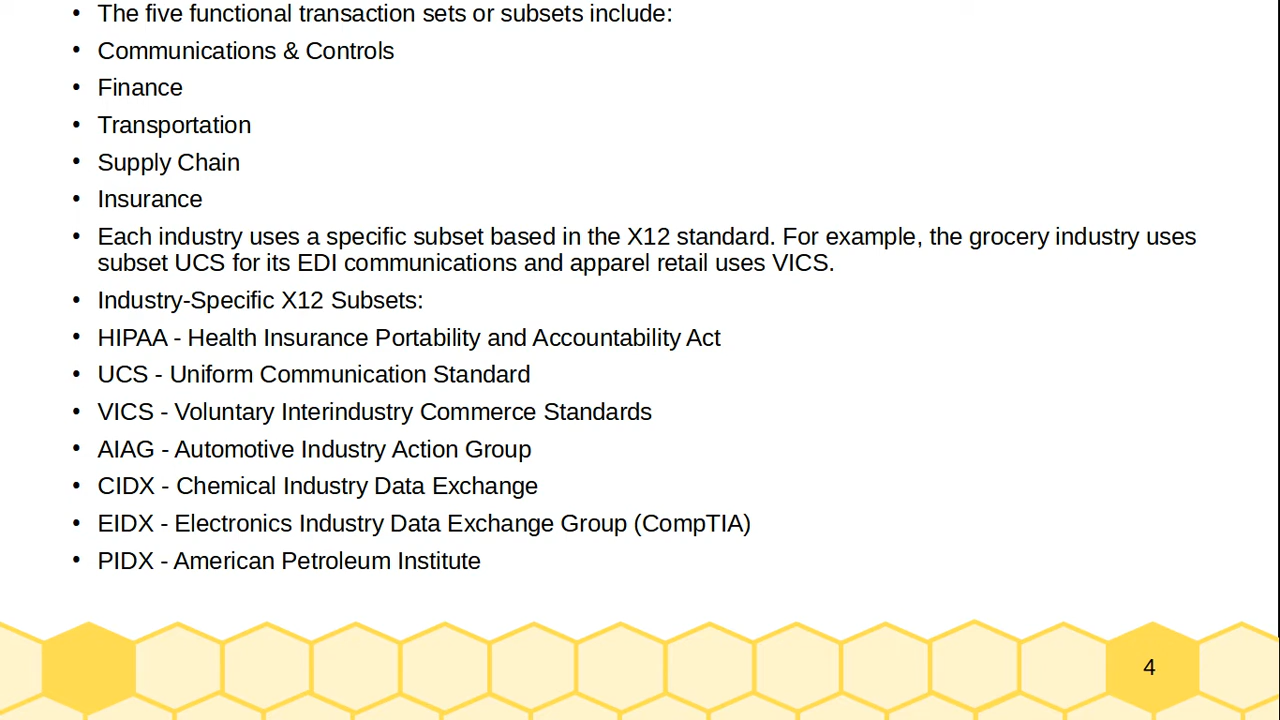 • The five functional transaction sets or subsets include:
• Communications & Controls
• Finance
• Transportation
• Supply Chain
• Insurance
• Each industry uses a specific subset based in the X12 standard. For example, the grocery industry uses
subset UCS for its EDI communications and apparel retail uses VICS.
• Industry-Specific X12 Subsets:
• HIPAA - Health Insurance Portability and Accountability Act
• UCS - Uniform Communication Standard
• VICS - Voluntary Interindustry Commerce Standards
• AIAG - Automotive Industry Action Group
• CIDX - Chemical Industry Data Exchange
• EIDX - Electronics Industry Data Exchange Group (CompTIA)
• PIDX - American Petroleum Institute
4